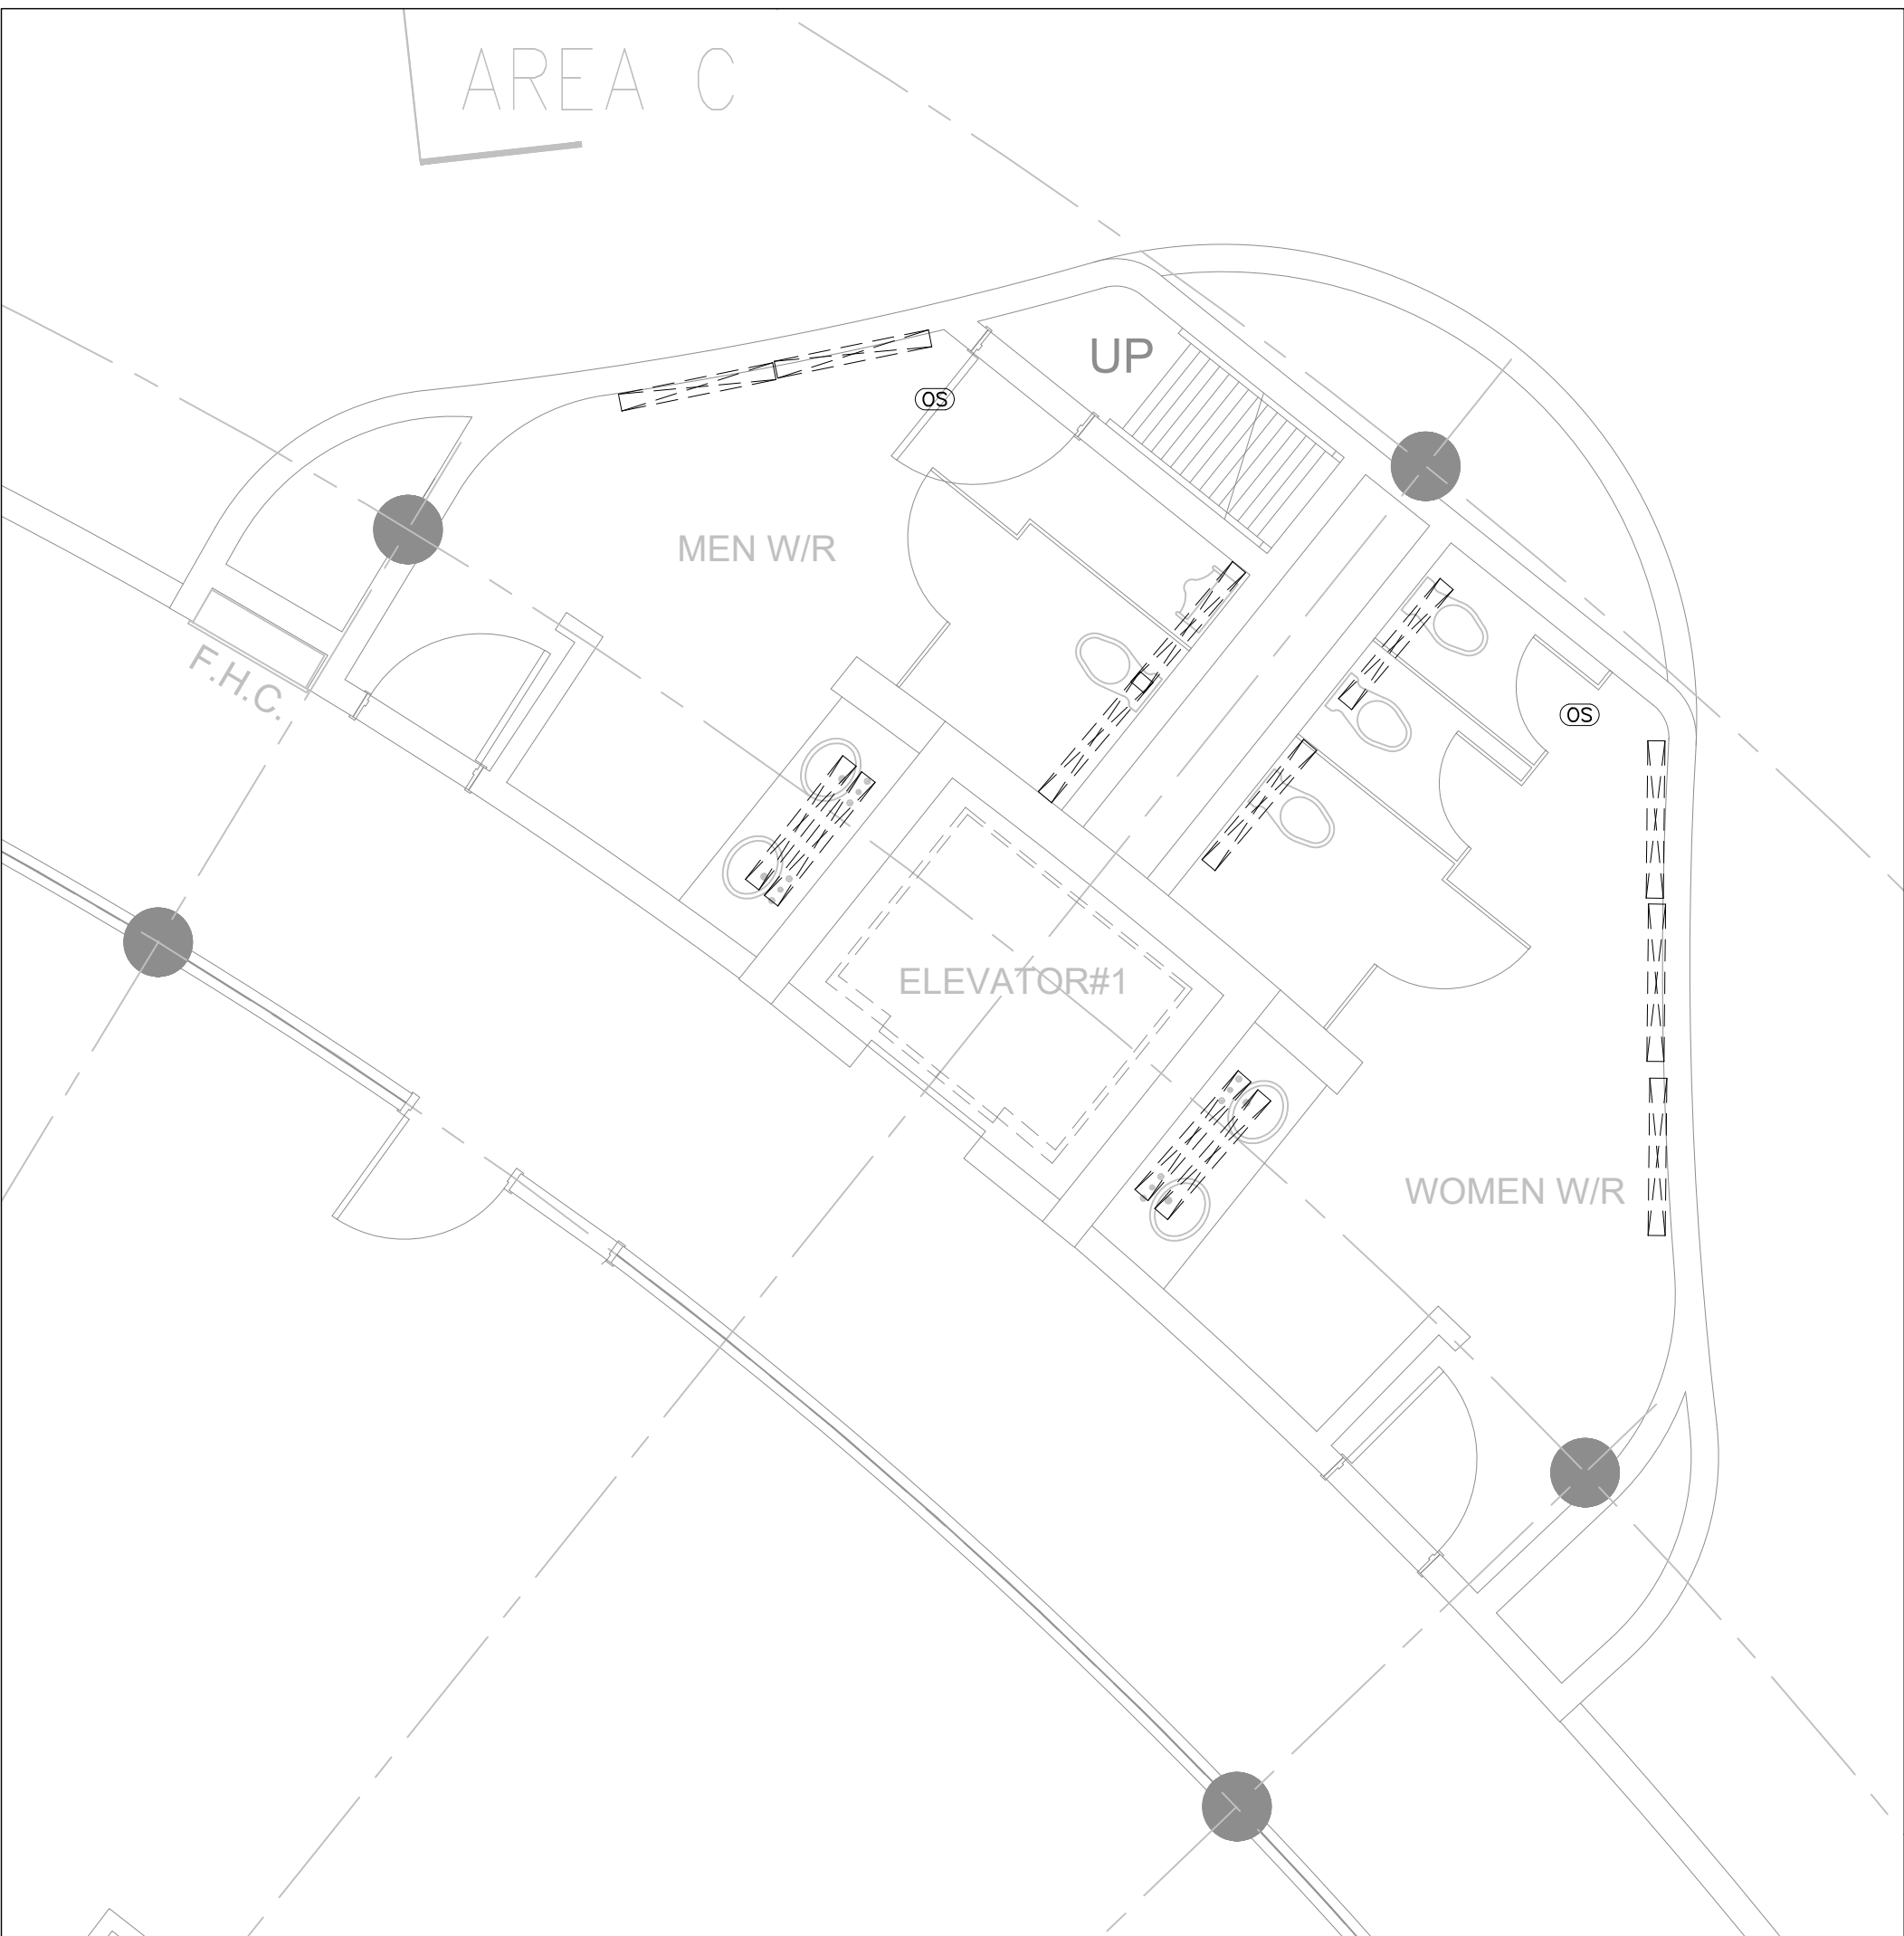 AREA C
UP
OS
MEN W/R
F.H.C.
OS
ELEVATOR#1
WOMEN W/R